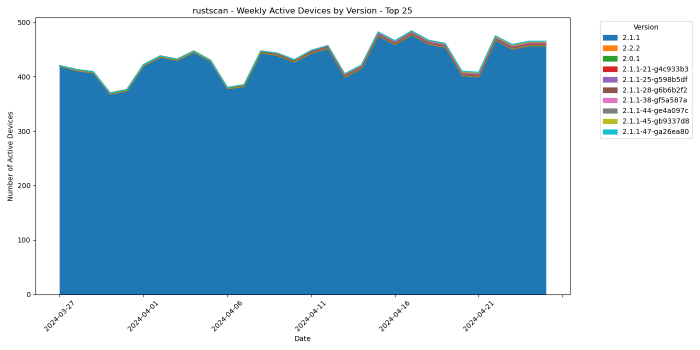 rustscan - Weekly Active Devices by Version - Top 25
Number of Active Devices
500
400
300
200
100
0
2024-03-27
2024-04-01
2024-04-06
2024-04-11
2024-04-16
2024-04-21
Date
Version
2.1.1
2.2.2
2.0.1
2.1.1-21-g4c933b3
2.1.1-25-g598b5df
2.1.1-28-g6b6b2f2
2.1.1-38-gf5a587a
2.1.1-44-ge4a097c
2.1.1-45-gb9337d8
2.1.1-47-ga26ea80